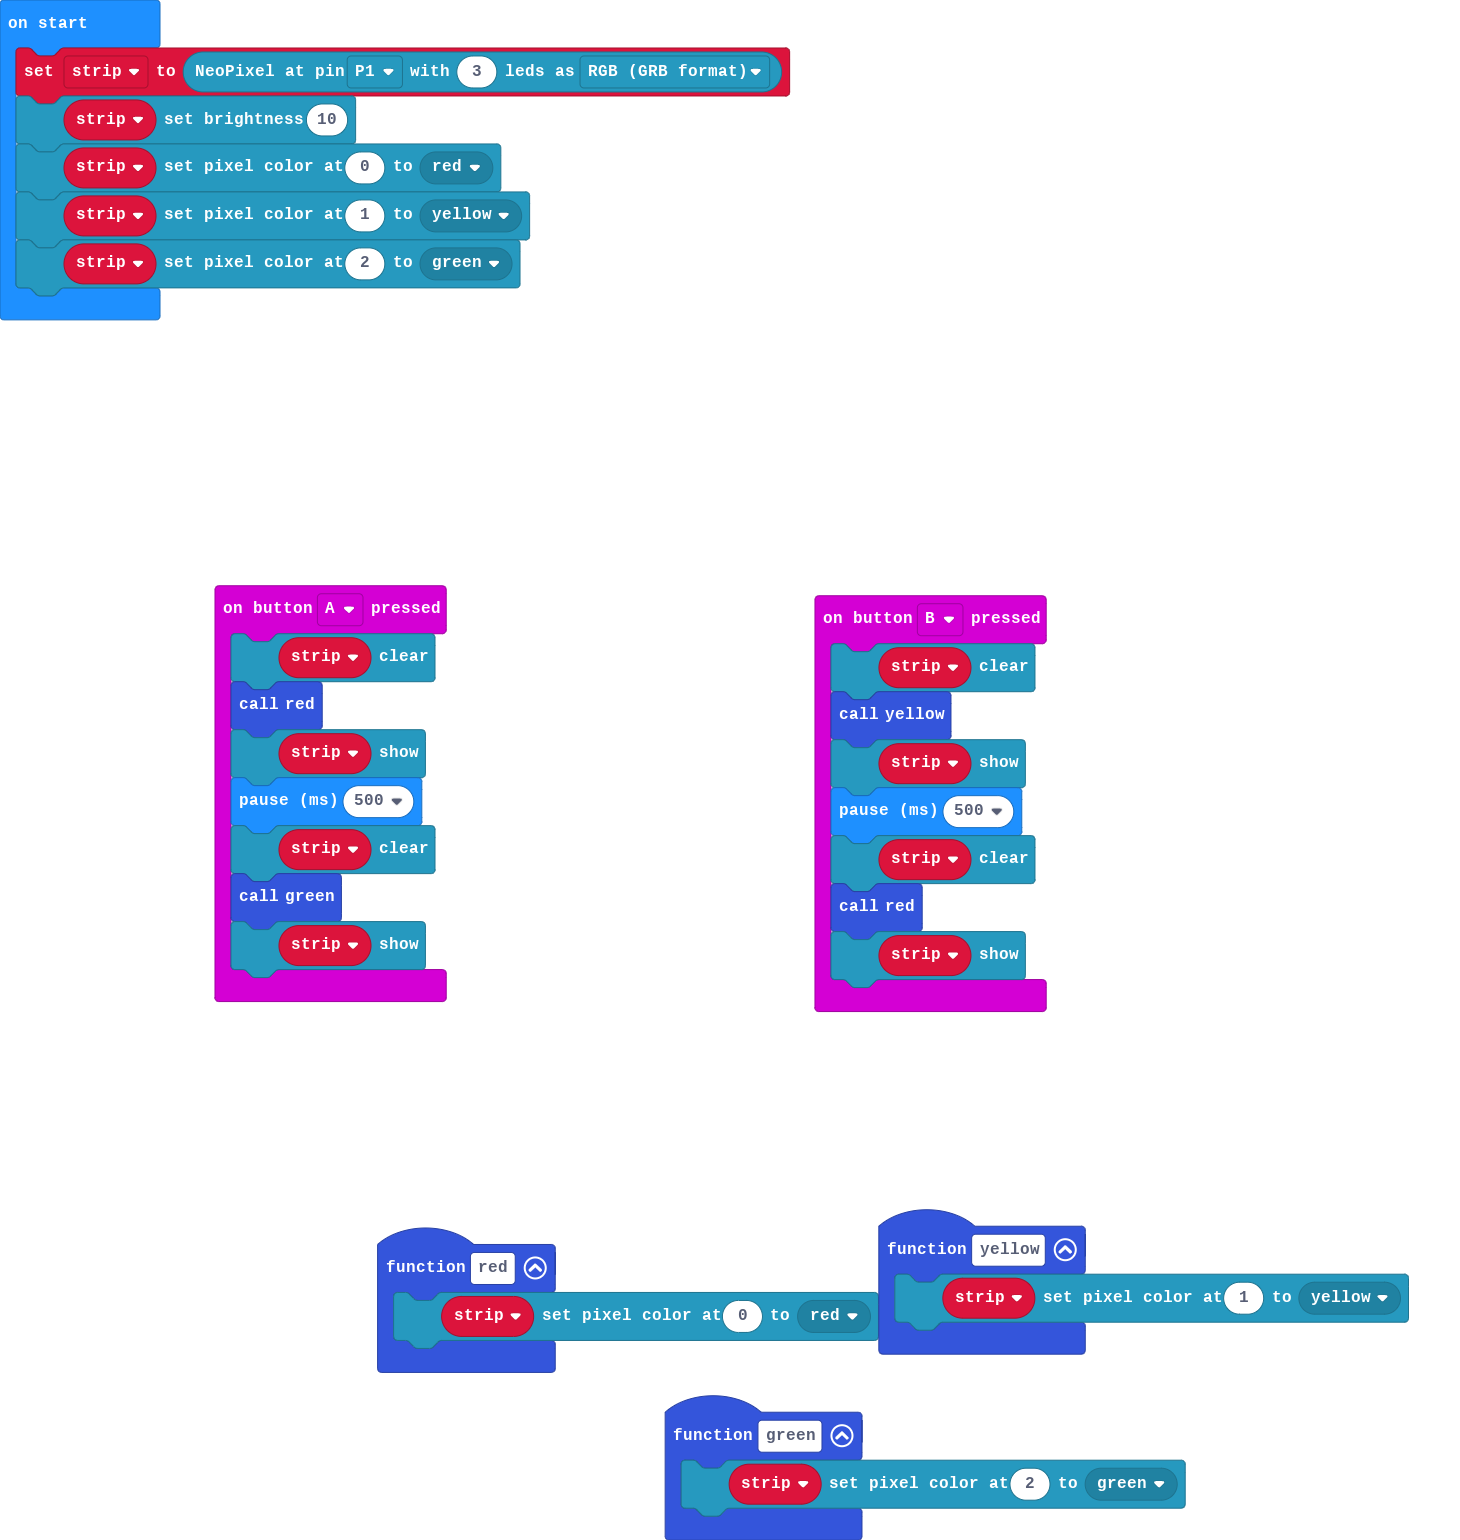 on start
set strip to NeoPixel at pin P1 with 3 leds as RGB (GRB format)
strip set brightness 10
strip set pixel color at 0 to red
strip set pixel color at 1 to yellow
strip set pixel color at 2 to green
on button A pressed
strip clear
call red
strip show
pause (ms) 500
strip clear
call green
strip show
on button B pressed
strip clear
call yellow
strip show
pause (ms) 500
strip clear
call red
strip show
function red
strip set pixel color at 0 to red
function yellow
strip set pixel color at 1 to yellow
function green
strip set pixel color at 2 to green